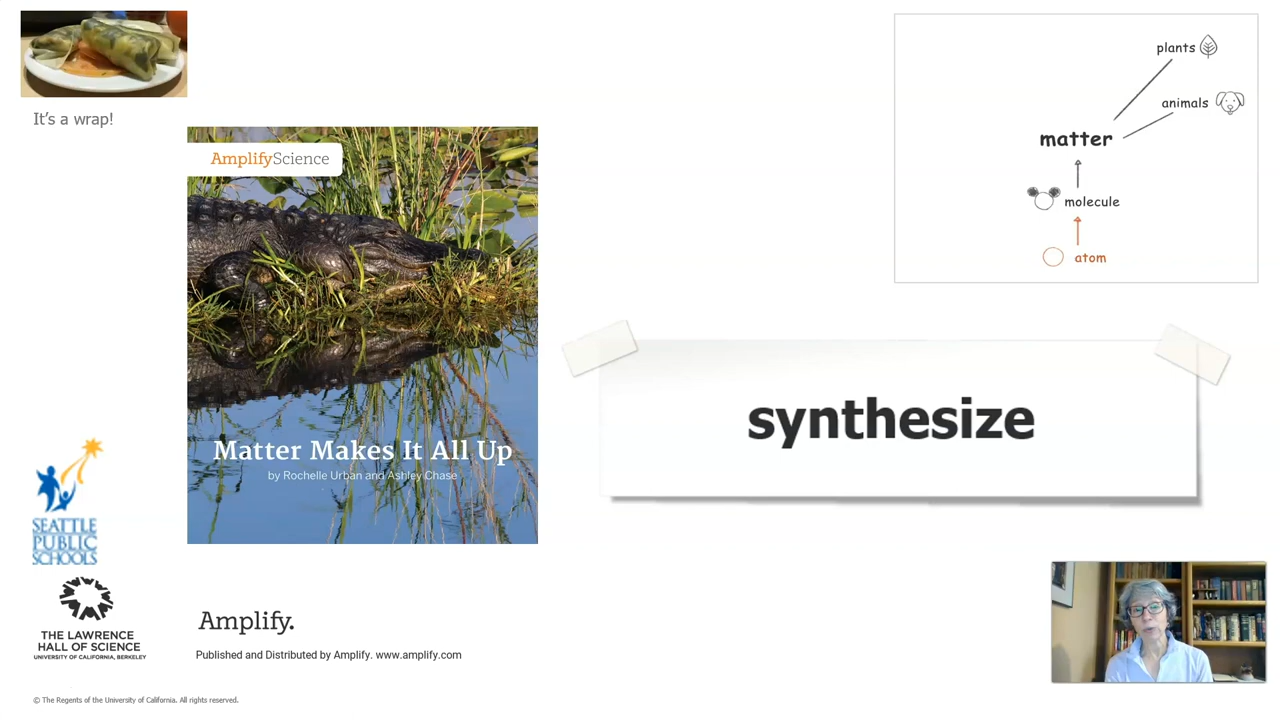 It's a wrap!
AmplifyScience
Matter Makes It All Up
by Rochelle Urban and Ashley Chase
plants
animals
matter
molecule
atom
synthesize
SEATTLE
PUBLIC
SCHOOLS
THE LAWRENCE
HALL OF SCIENCE
UNIVERSITY OF CALIFORNIA, BERKELEY
Amplify.
Published and Distributed by Amplify. www.amplify.com
© The Regents of the University of California. All rights reserved.